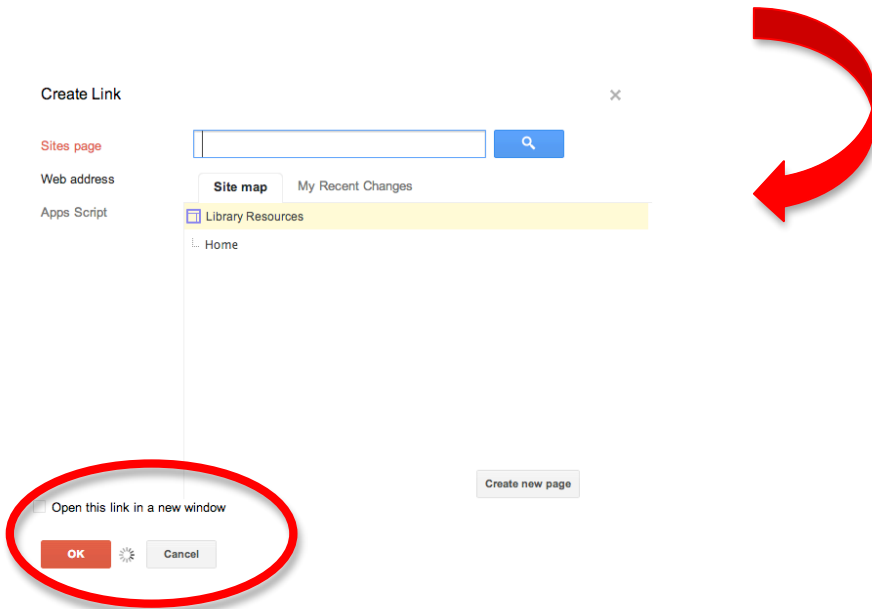 Create Link
Sites page
Web address
Apps Script
Site map My Recent Changes
Library Resources
Home
Create new page
Open this link in a new window
OK Cancel